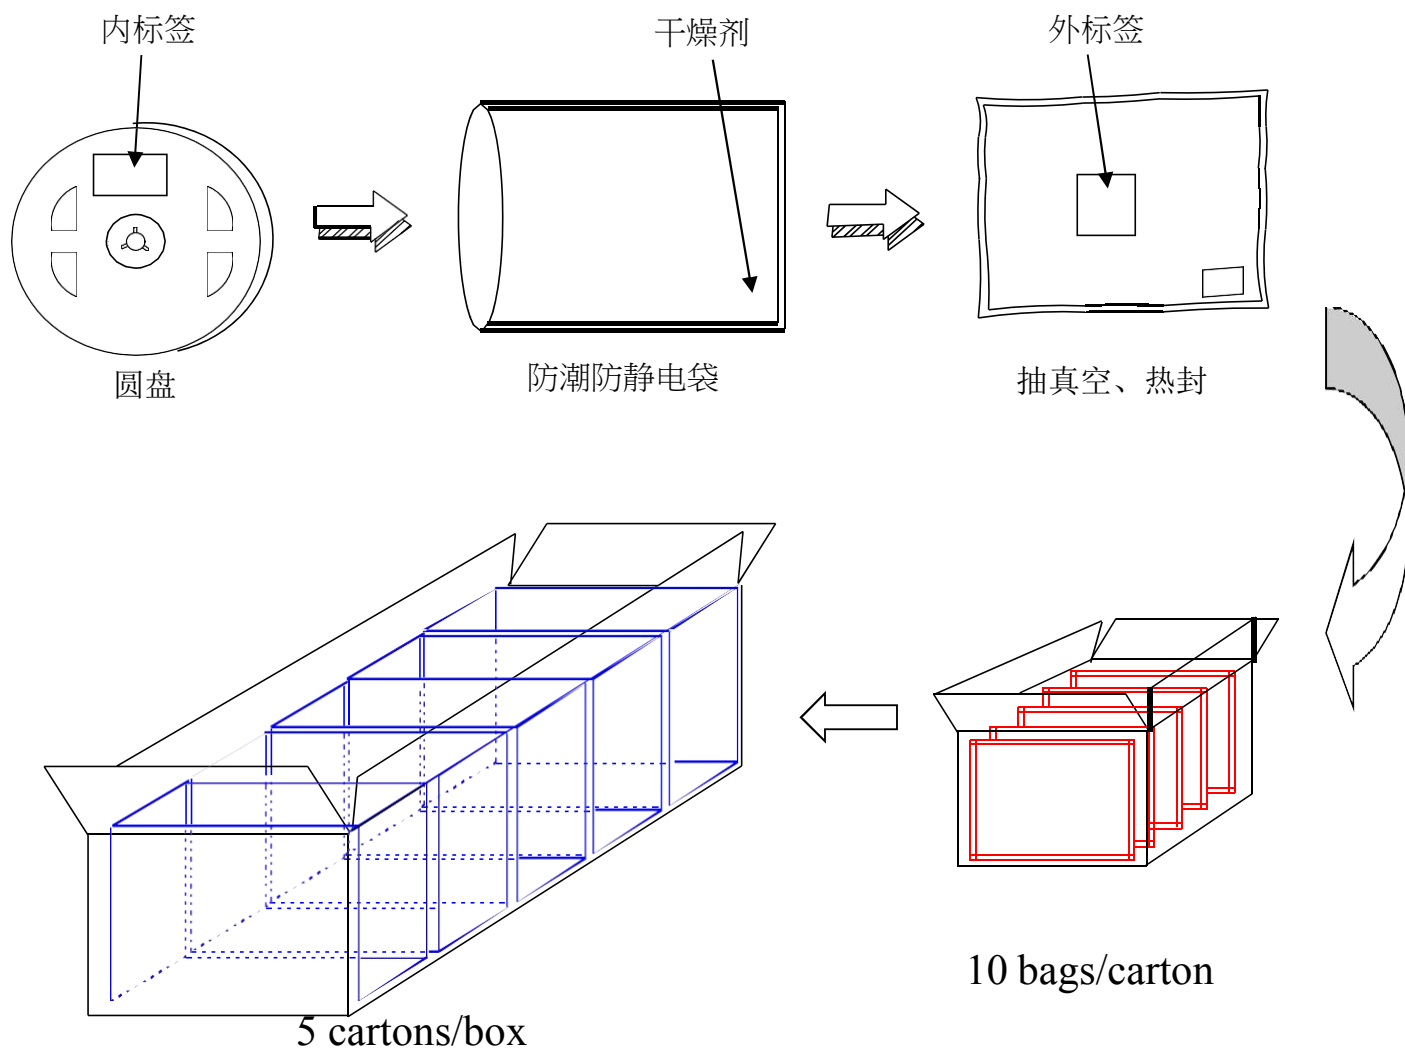 内标签
干燥剂
外标签
圆盘
防潮防静电袋
抽真空、热封
10 bags/carton
5 cartons/box